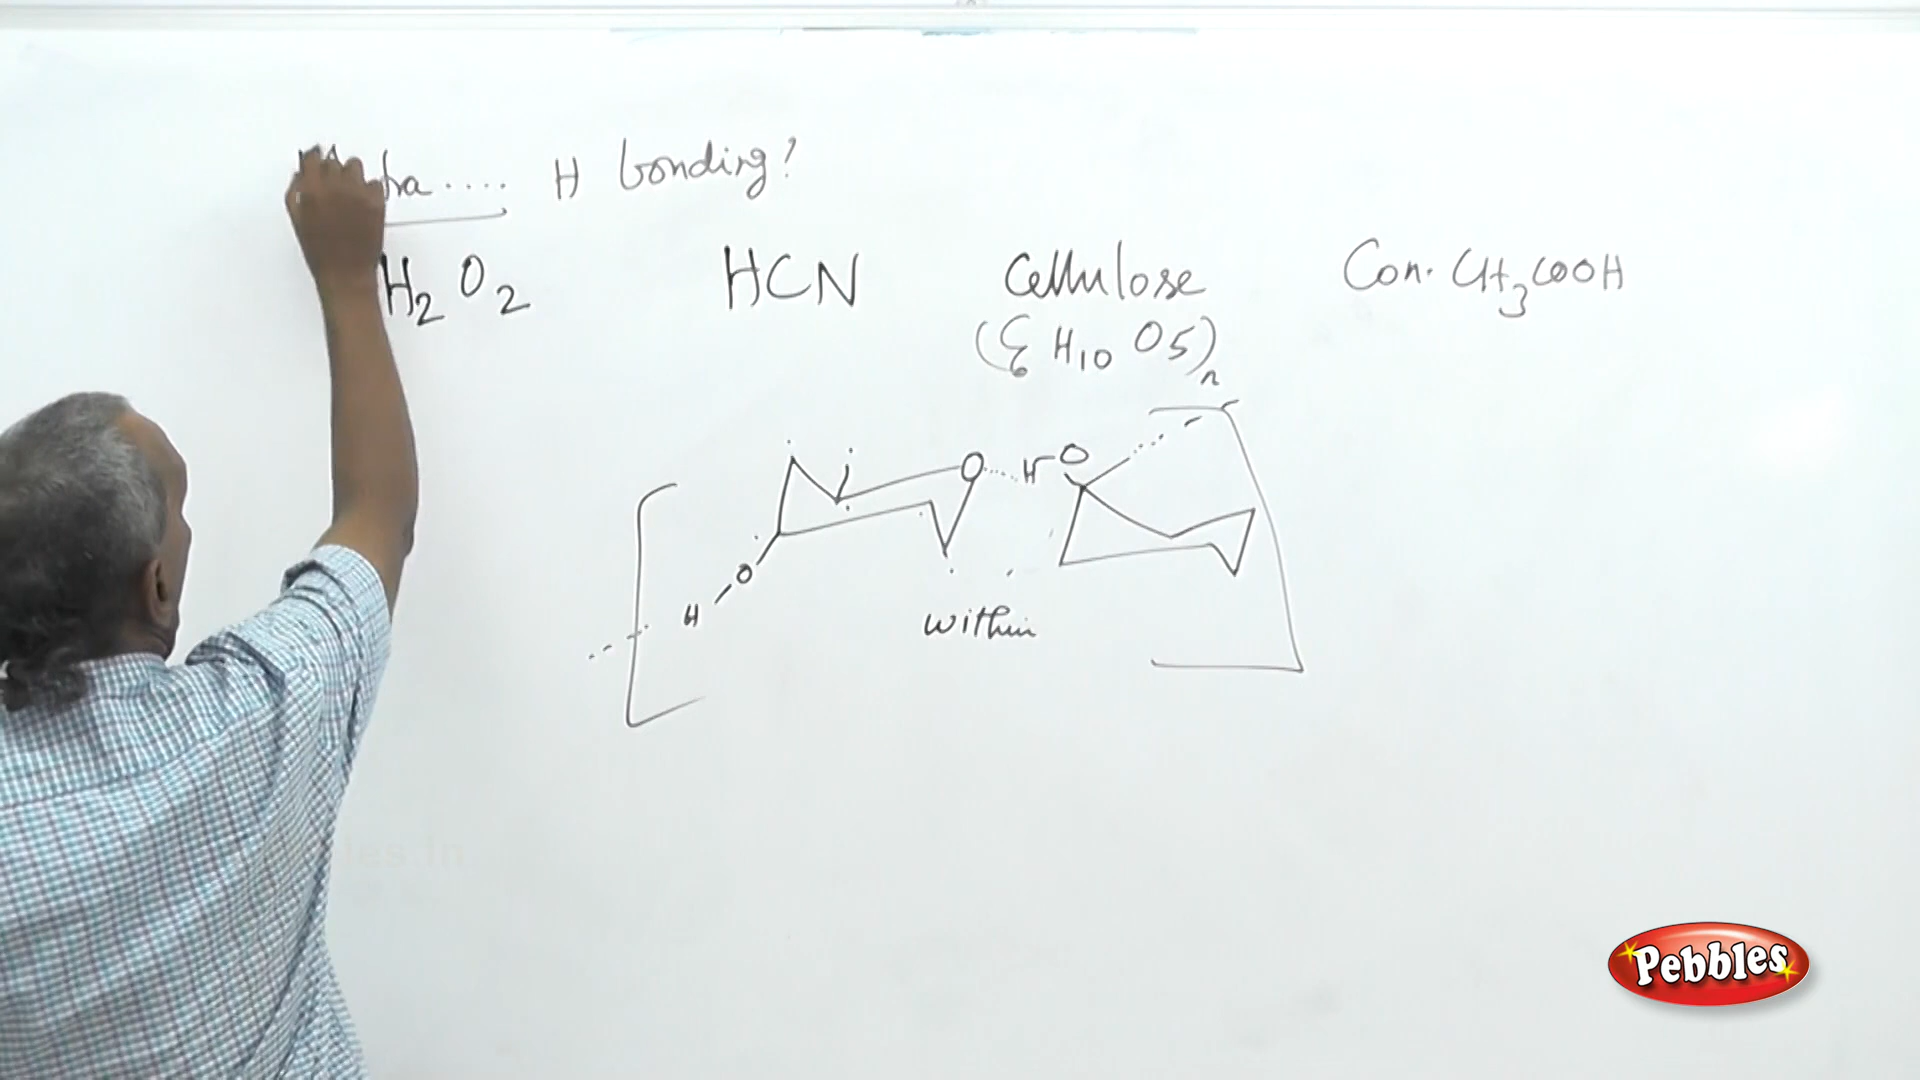 .... H bonding?
H2O2 HCN Cellulose Con. CH3COOH
(C6H10O5)n
O H O
O
H
within
Pebbles